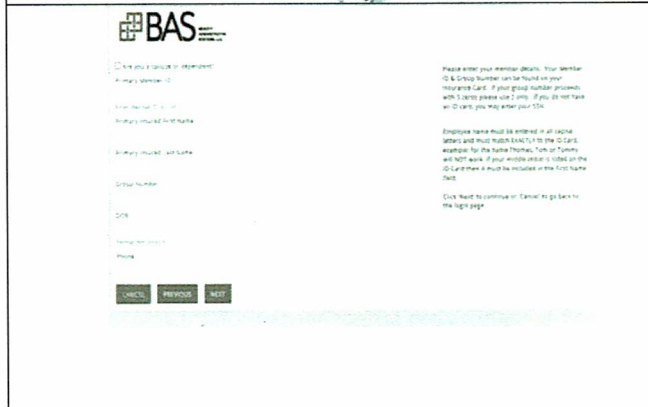 BAS
BENEFIT
ADMINISTRATIVE
SYSTEMS, LLC
Are you a spouse or dependent?
Primary Member ID
Primary Insured First Name
Primary Insured Last Name
Group Number
DOB
Phone
CANCEL PREVIOUS NEXT
Please enter your member details. Your Member
ID & Group Number can be found on your
Insurance Card. If your group number proceeds
with 3 zeros please use 2 only. If you do not have
an ID card, you may enter your SSN.
Employee name must be entered in all capital
letters and must match EXACTLY to the ID Card,
example: for the name Thomas, Tom or Tommy
will NOT work. If your middle initial is listed on the
ID Card then it must be included in the First Name
field.
Click 'Next' to continue or 'Cancel' to go back to
the login page